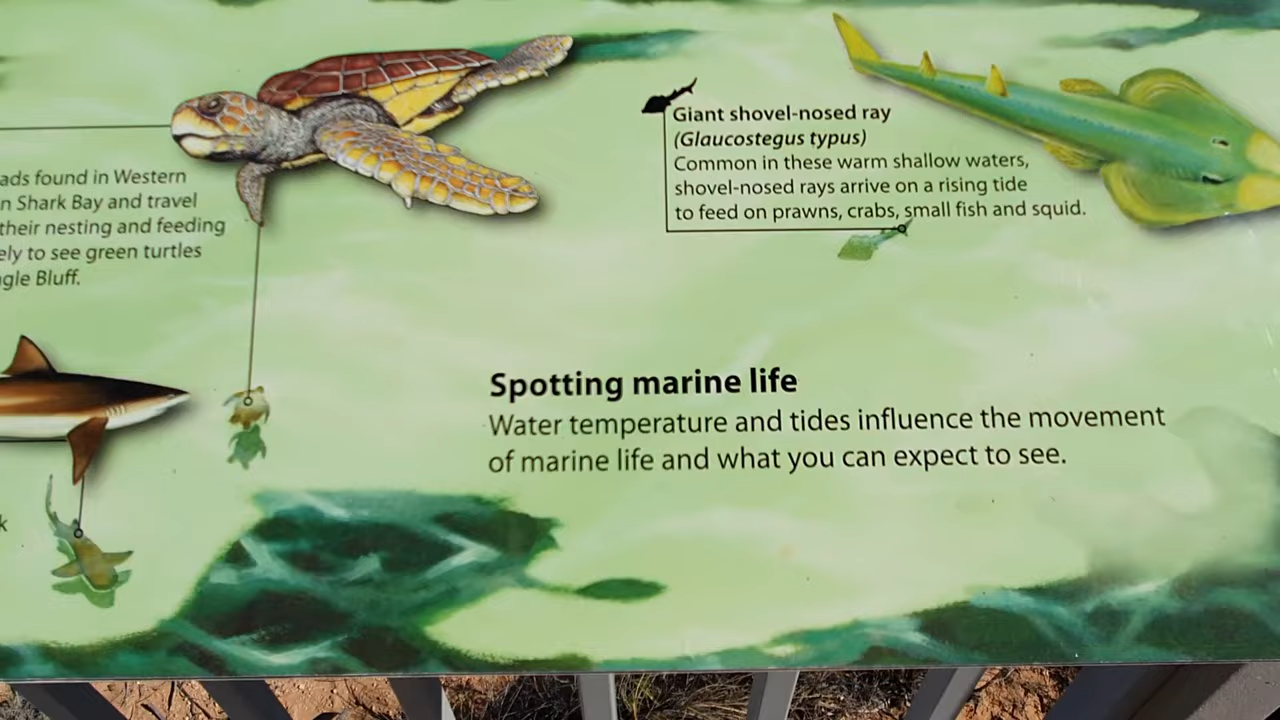 ads found in Western
n Shark Bay and travel
their nesting and feeding
ely to see green turtles
gle Bluff.
k
Giant shovel-nosed ray
(Glaucostegus typus)
Common in these warm shallow waters,
shovel-nosed rays arrive on a rising tide
to feed on prawns, crabs, small fish and squid.
Spotting marine life
Water temperature and tides influence the movement
of marine life and what you can expect to see.